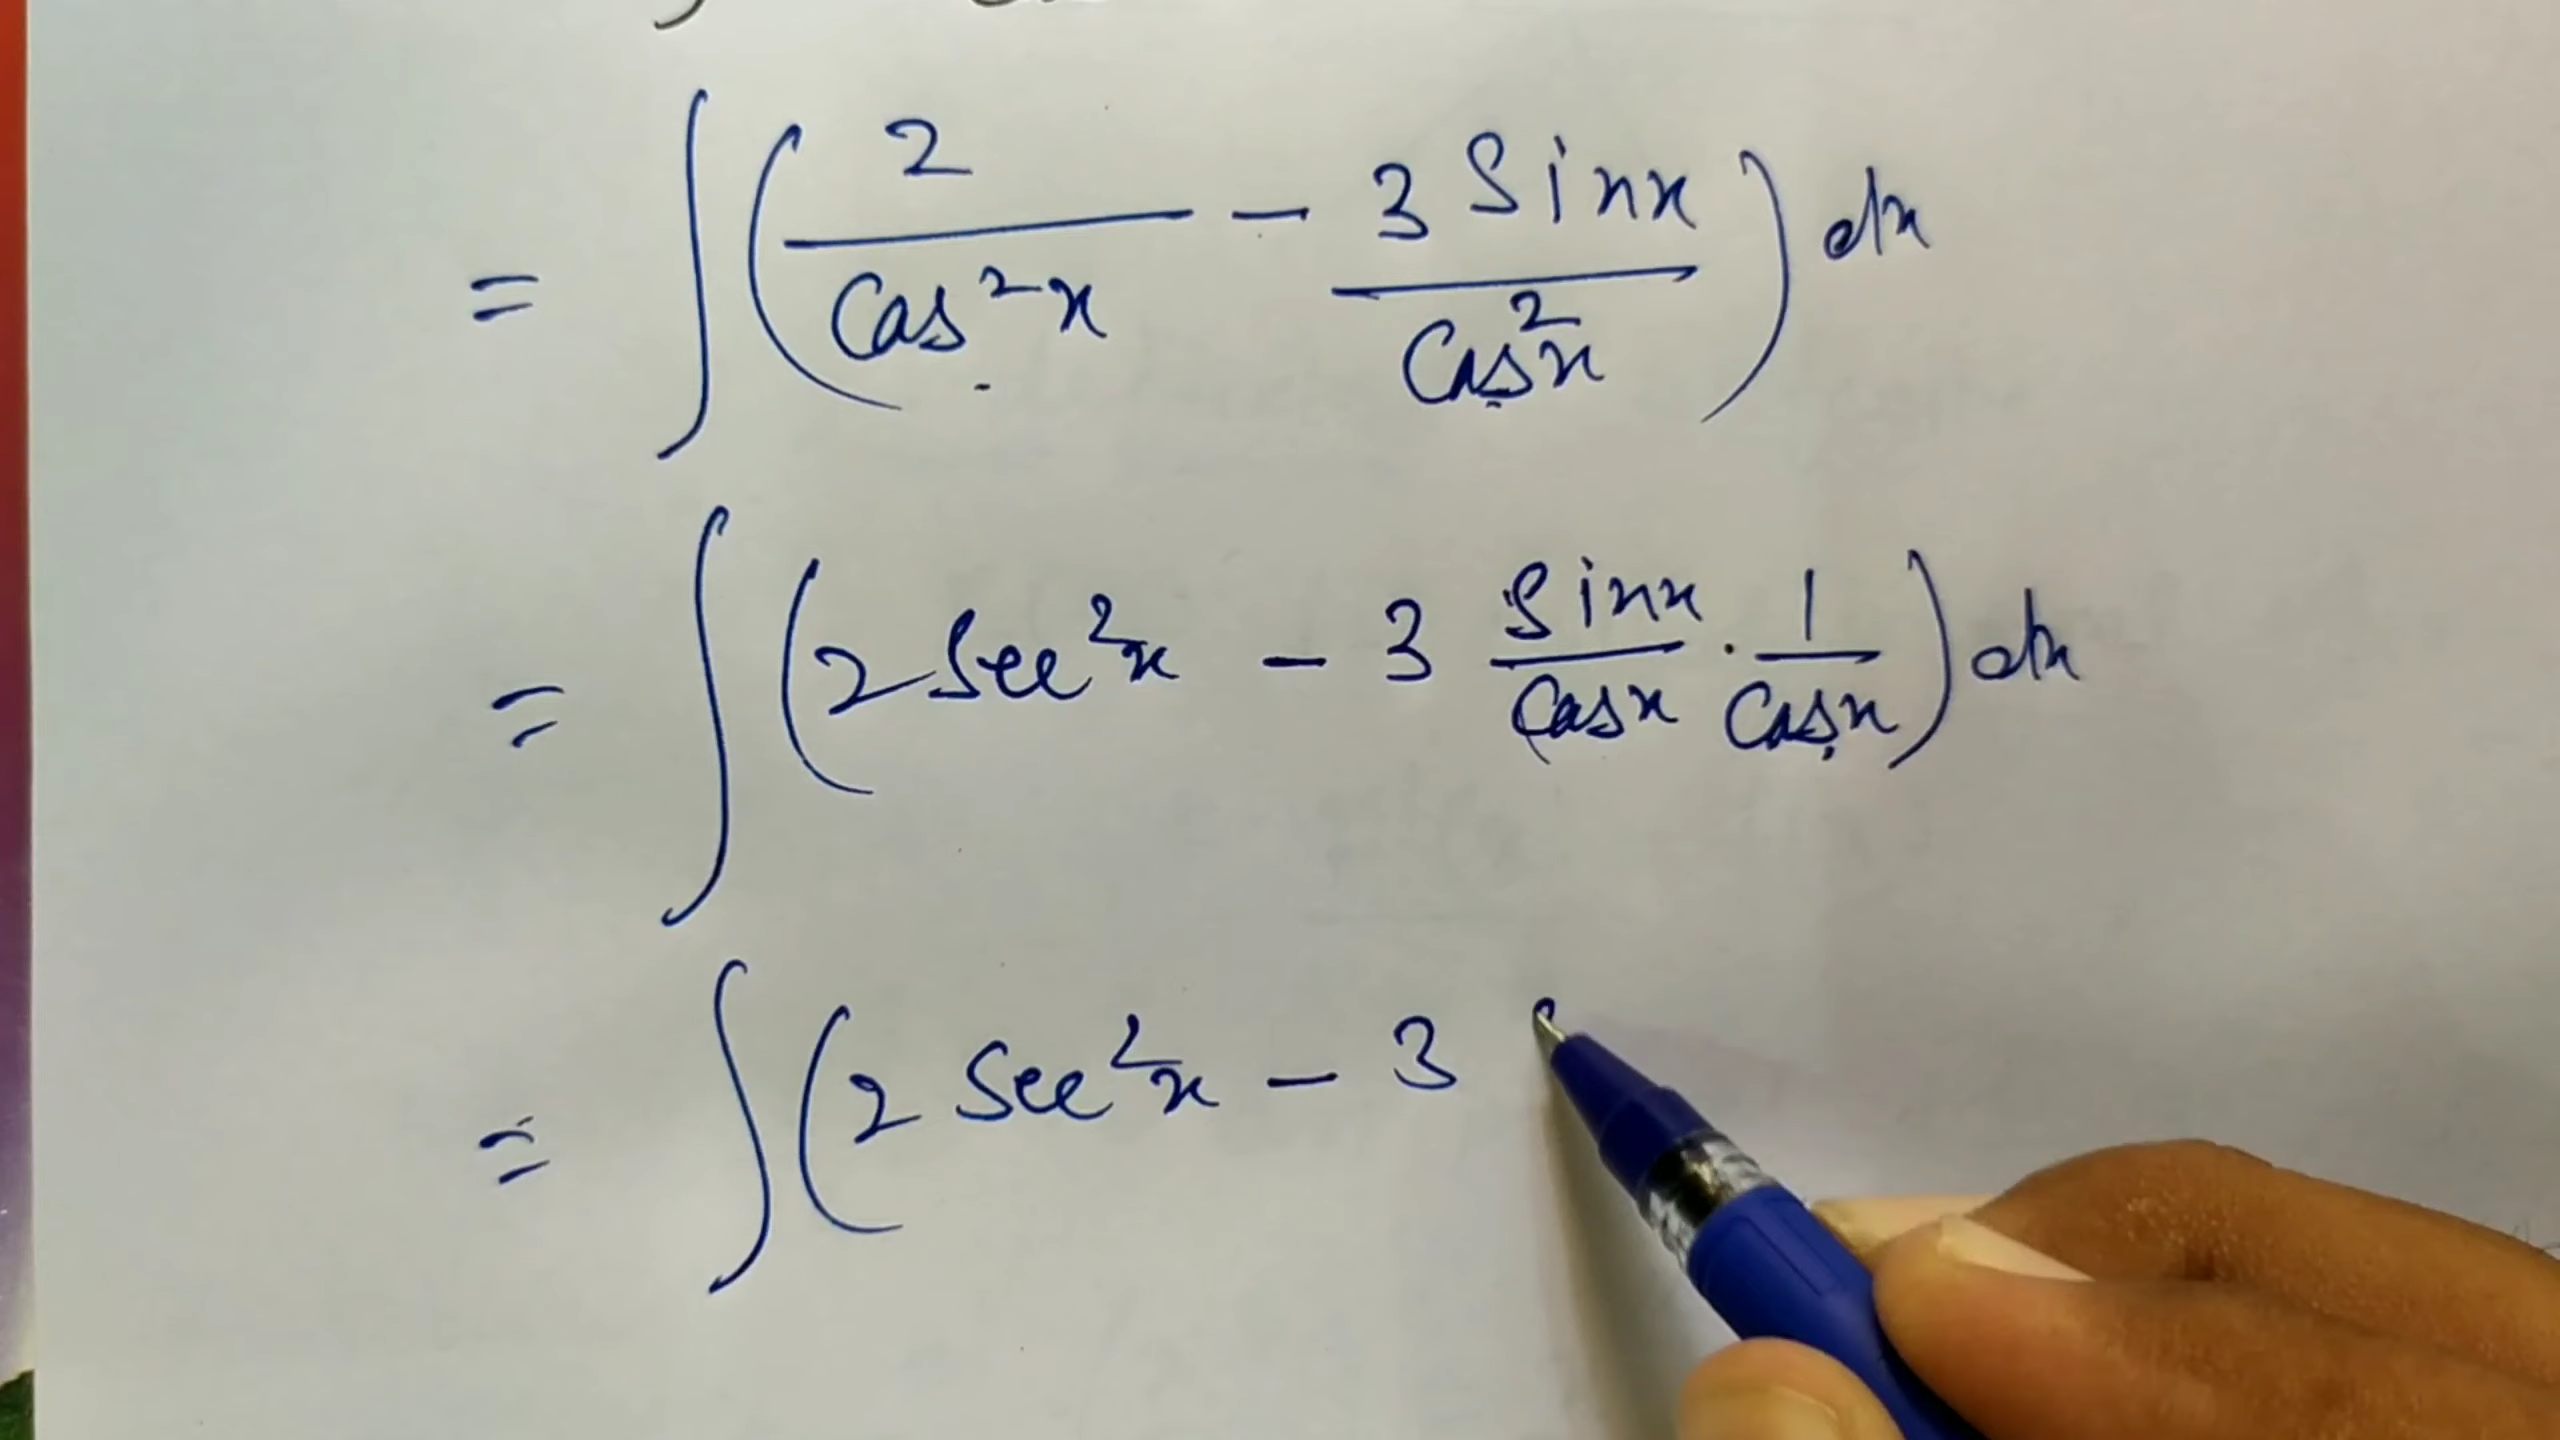 = ∫ ( 2 / Cos²x - 3 Sinx / Cos²x ) dx
= ∫ ( 2 Sec²x - 3 Sinx / Cosx · 1 / Cosx ) dx
= ∫ ( 2 Sec²x - 3